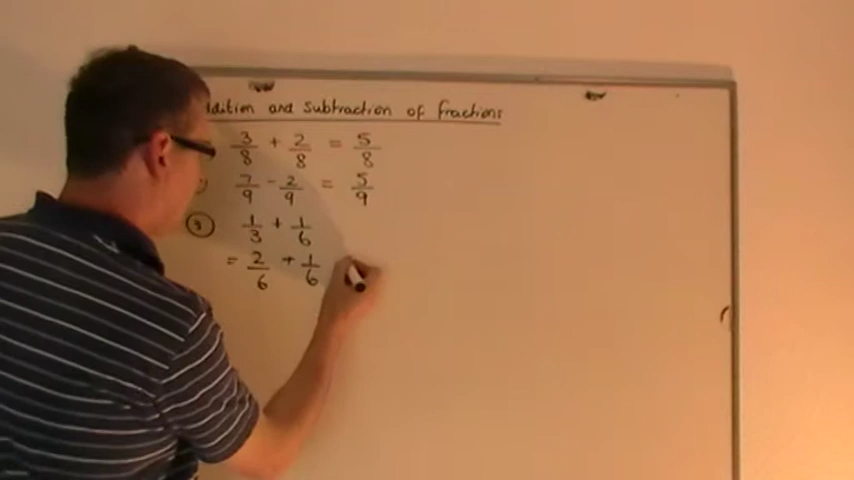 ddition and Subtraction of fractions
3/8 + 2/8 = 5/8
7/9 - 2/9 = 5/9
3 1/3 + 1/6
= 2/6 + 1/6